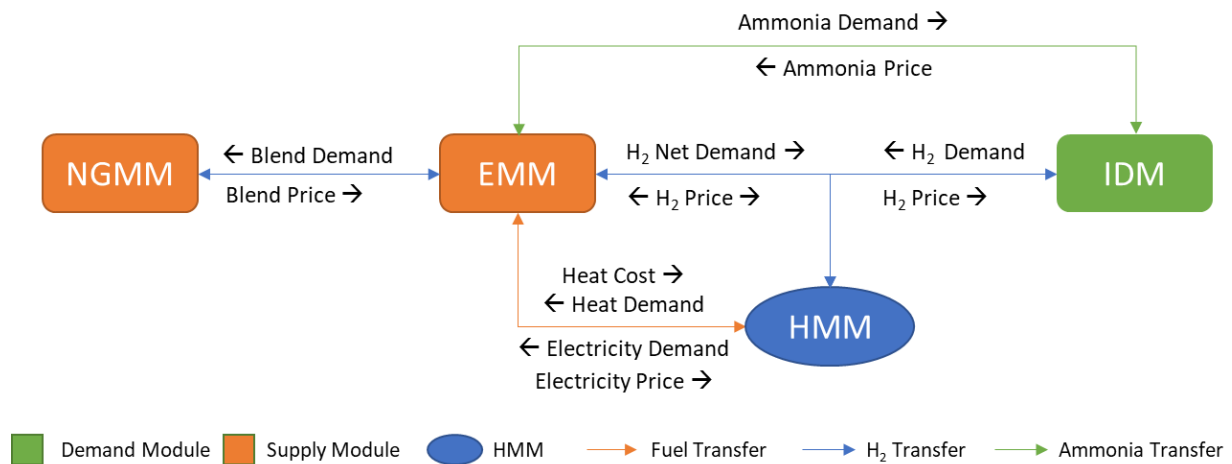 Ammonia Demand →
← Ammonia Price
NGMM
← Blend Demand
Blend Price →
EMM
H₂ Net Demand →
← H₂ Price →
← H₂ Demand
H₂ Price →
IDM
Heat Cost →
← Heat Demand
HMM
← Electricity Demand
Electricity Price →
Demand Module
Supply Module
HMM
Fuel Transfer
H₂ Transfer
Ammonia Transfer